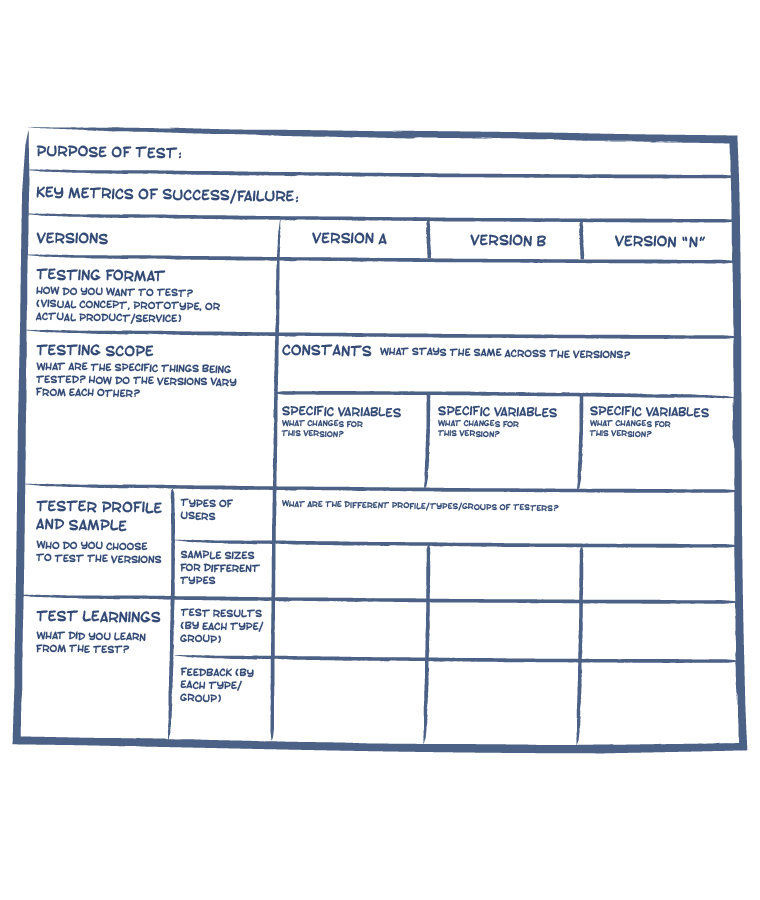 PURPOSE OF TEST:
KEY METRICS OF SUCCESS/FAILURE:
VERSIONS
VERSION A
VERSION B
VERSION “N”
TESTING FORMAT
HOW DO YOU WANT TO TEST?
(VISUAL CONCEPT, PROTOTYPE, OR
ACTUAL PRODUCT/SERVICE)
TESTING SCOPE
WHAT ARE THE SPECIFIC THINGS BEING
TESTED? HOW DO THE VERSIONS VARY
FROM EACH OTHER?
CONSTANTS WHAT STAYS THE SAME ACROSS THE VERSIONS?
SPECIFIC VARIABLES
WHAT CHANGES FOR
THIS VERSION?
SPECIFIC VARIABLES
WHAT CHANGES FOR
THIS VERSION?
SPECIFIC VARIABLES
WHAT CHANGES FOR
THIS VERSION?
TESTER PROFILE
AND SAMPLE
WHO DO YOU CHOOSE
TO TEST THE VERSIONS
TYPES OF
USERS
WHAT ARE THE DIFFERENT PROFILE/TYPES/GROUPS OF TESTERS?
SAMPLE SIZES
FOR DIFFERENT
TYPES
TEST LEARNINGS
WHAT DID YOU LEARN
FROM THE TEST?
TEST RESULTS
(BY EACH TYPE/
GROUP)
FEEDBACK (BY
EACH TYPE/
GROUP)